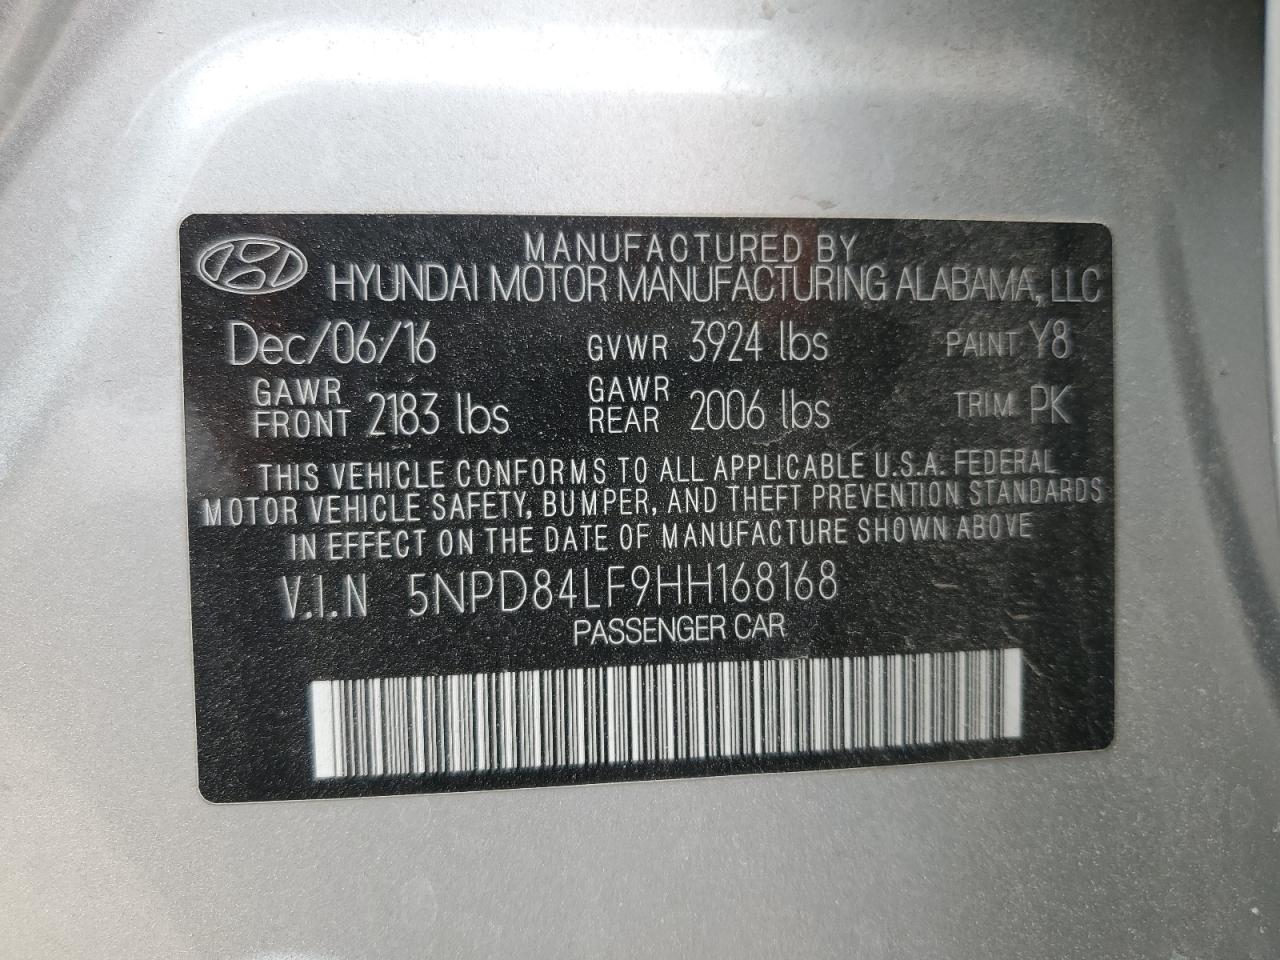 MANUFACTURED BY
HYUNDAI MOTOR MANUFACTURING ALABAMA, LLC
Dec/06/16 GVWR 3924 lbs PAINT Y8
GAWR FRONT 2183 lbs GAWR REAR 2006 lbs TRIM PK
THIS VEHICLE CONFORMS TO ALL APPLICABLE U.S.A. FEDERAL
MOTOR VEHICLE SAFETY, BUMPER, AND THEFT PREVENTION STANDARDS
IN EFFECT ON THE DATE OF MANUFACTURE SHOWN ABOVE
V.I.N 5NPD84LF9HH168168
PASSENGER CAR